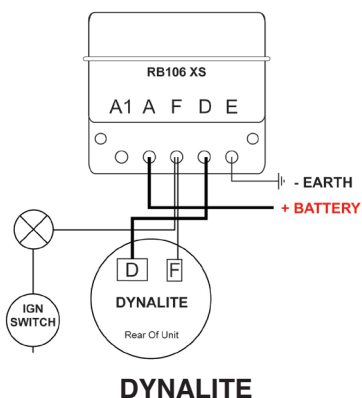 RB106 XS
A1 A F D E
- EARTH
+ BATTERY
D F
DYNALITE
IGN
SWITCH
Rear Of Unit
DYNALITE